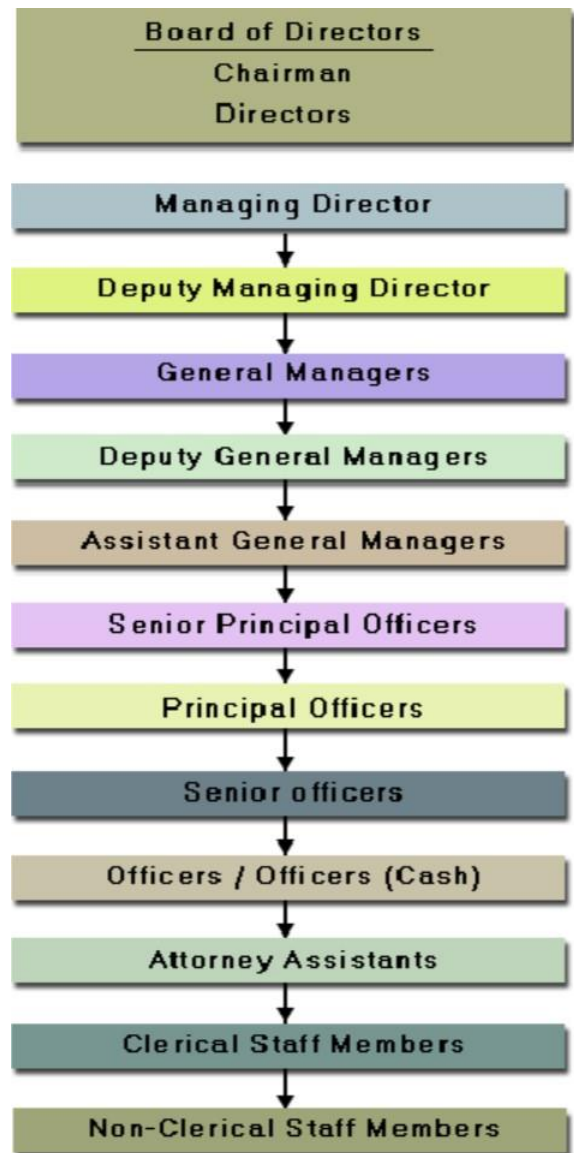 Board of Directors
Chairman
Directors
Managing Director
Deputy Managing Director
General Managers
Deputy General Managers
Assistant General Managers
Senior Principal Officers
Principal Officers
Senior officers
Officers / Officers (Cash)
Attorney Assistants
Clerical Staff Members
Non-Clerical Staff Members